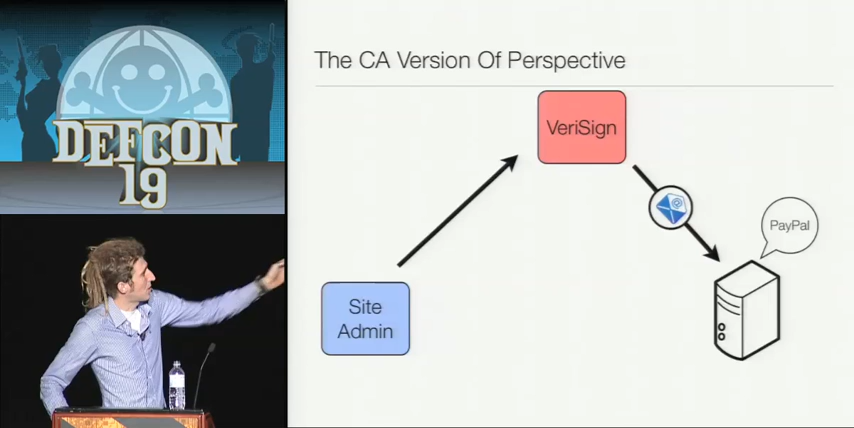 DEFCON
19
The CA Version Of Perspective
VeriSign
PayPal
Site
Admin